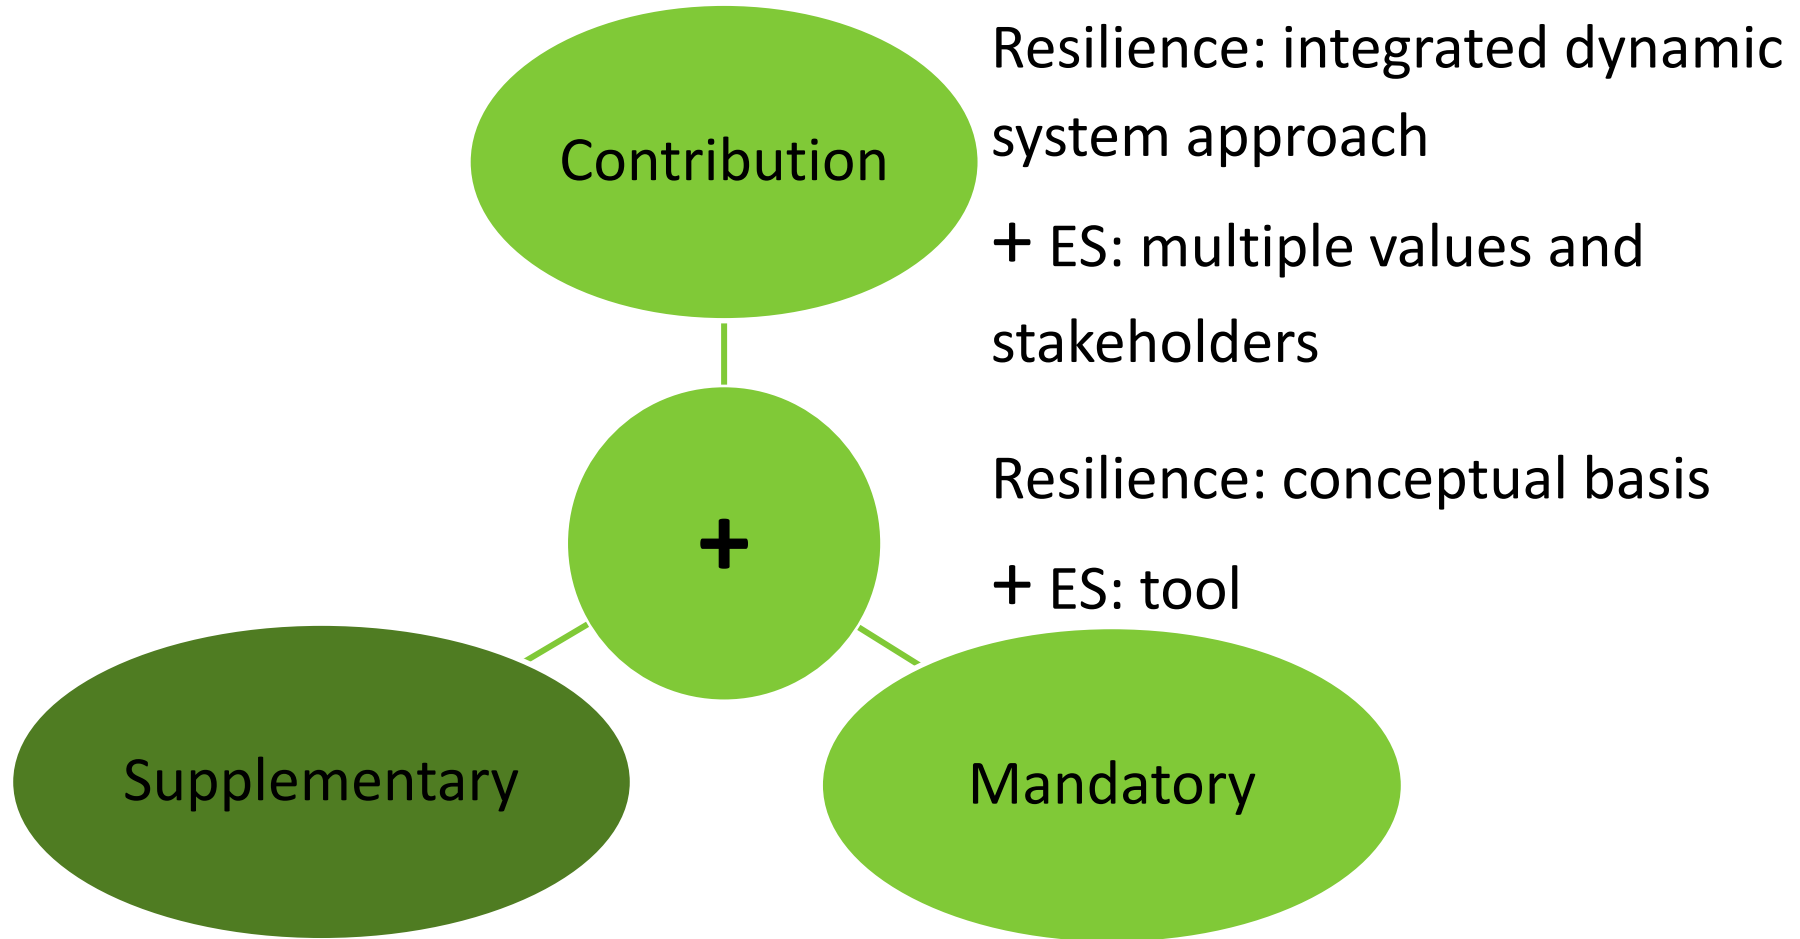 Contribution
Resilience: integrated dynamic
system approach
+ ES: multiple values and
stakeholders
Resilience: conceptual basis
+ ES: tool
+
Supplementary
Mandatory